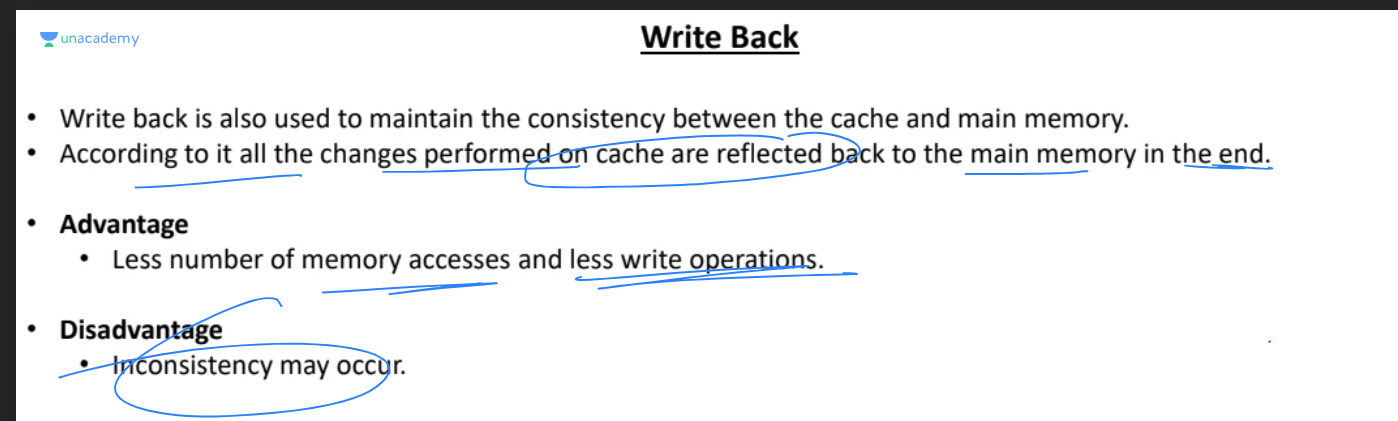 unacademy
Write Back
• Write back is also used to maintain the consistency between the cache and main memory.
• According to it all the changes performed on cache are reflected back to the main memory in the end.
• Advantage
• Less number of memory accesses and less write operations.
• Disadvantage
• Inconsistency may occur.